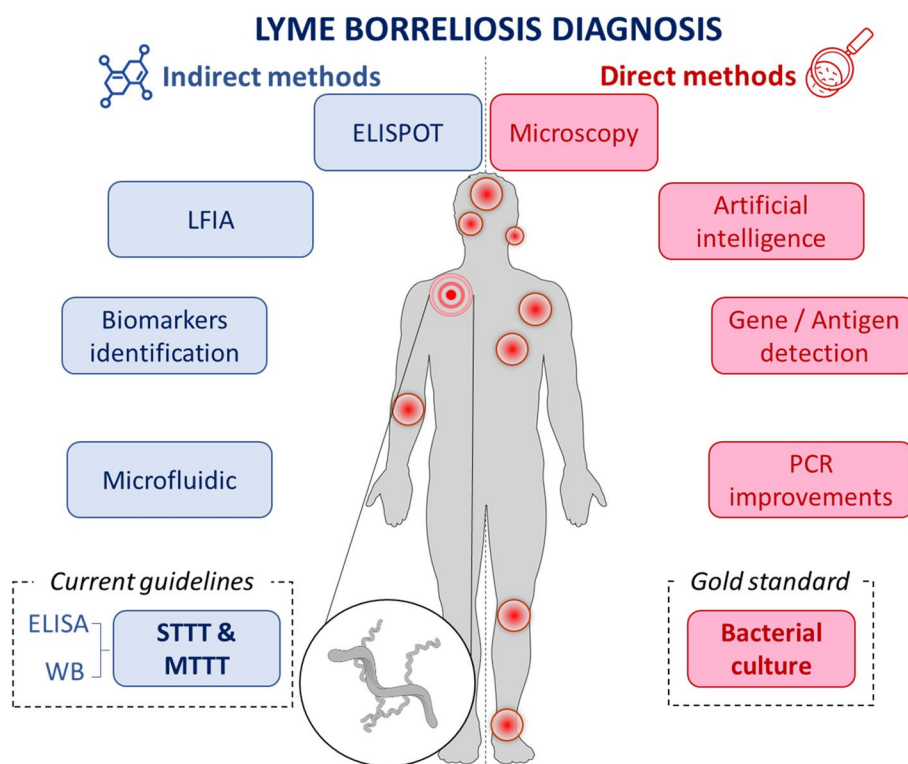 LYME BORRELIOSIS DIAGNOSIS
Indirect methods
Direct methods
ELISPOT
Microscopy
LFIA
Artificial
intelligence
Biomarkers
identification
Gene / Antigen
detection
Microfluidic
PCR
improvements
Current guidelines
ELISA
WB
STTT &
MTTT
Gold standard
Bacterial
culture